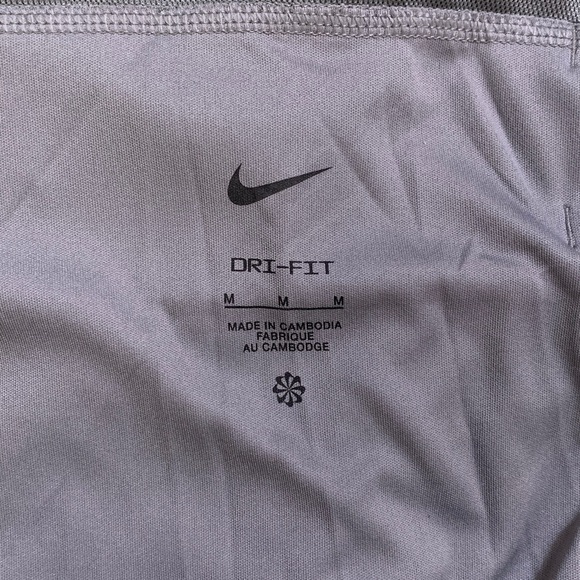 DRI-FIT
M M M
MADE IN CAMBODIA
FABRIQUE
AU CAMBODGE